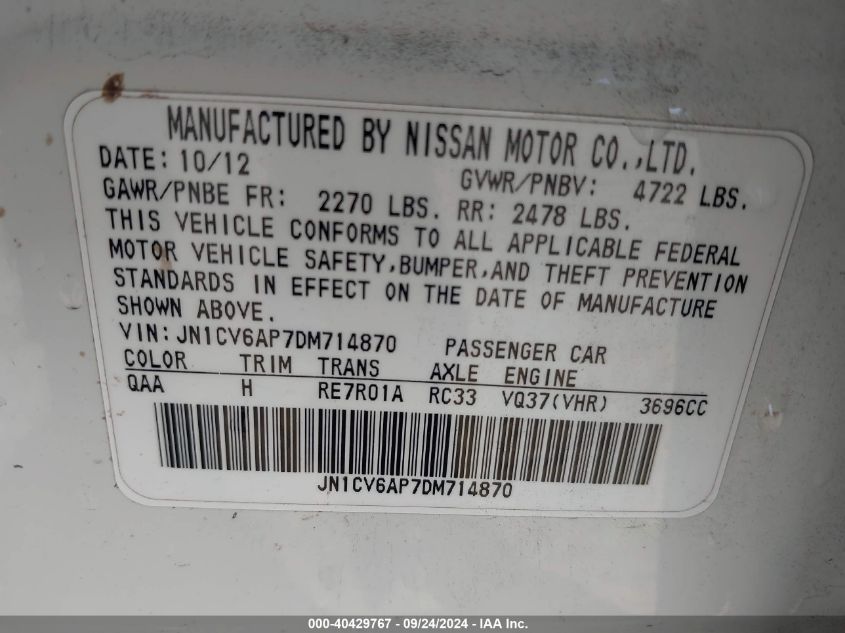 MANUFACTURED BY NISSAN MOTOR CO.,LTD.
DATE: 10/12 GVWR/PNBV: 4722 LBS.
GAWR/PNBE FR: 2270 LBS. RR: 2478 LBS.
THIS VEHICLE CONFORMS TO ALL APPLICABLE FEDERAL
MOTOR VEHICLE SAFETY,BUMPER,AND THEFT PREVENTION
STANDARDS IN EFFECT ON THE DATE OF MANUFACTURE
SHOWN ABOVE.
VIN:JN1CV6AP7DM714870 PASSENGER CAR
COLOR TRIM TRANS AXLE ENGINE
QAA H RE7R01A RC33 VQ37(VHR) 3696CC
JN1CV6AP7DM714870
000-40429767 - 09/24/2024 - IAA Inc.